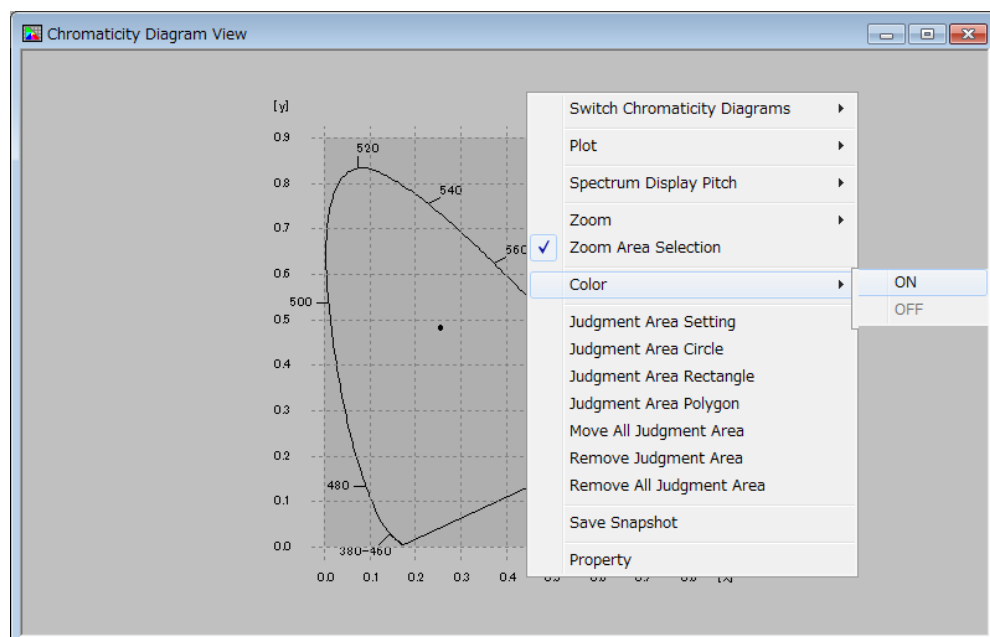 Chromaticity Diagram View
[y]
0.9
520
0.8
540
0.7
560
0.6
500
0.5
0.4
0.3
0.2
480
0.1
0.0
380-460
0.0 0.1 0.2 0.3 0.4
Switch Chromaticity Diagrams
Plot
Spectrum Display Pitch
Zoom
Zoom Area Selection
Color
ON
OFF
Judgment Area Setting
Judgment Area Circle
Judgment Area Rectangle
Judgment Area Polygon
Move All Judgment Area
Remove Judgment Area
Remove All Judgment Area
Save Snapshot
Property